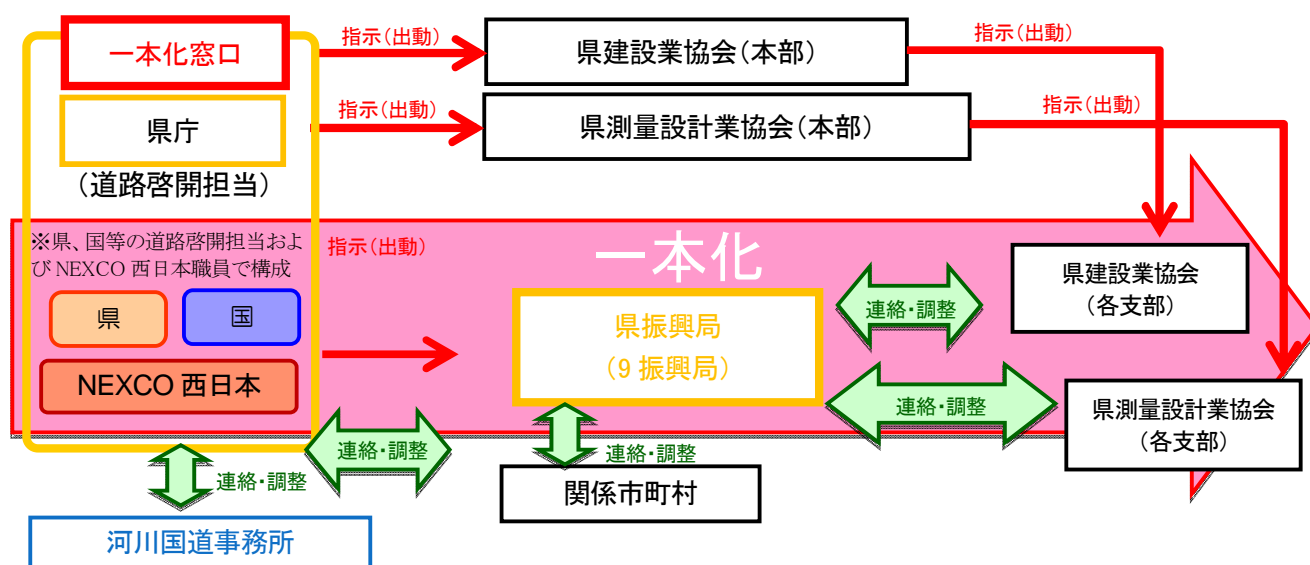 一本化窓口
指示(出動)
県建設業協会(本部)
指示(出動)
県庁
指示(出動)
県測量設計業協会(本部)
指示(出動)
(道路啓開担当)
※県、国等の道路啓開担当およ
び NEXCO 西日本職員で構成
指示(出動)
一本化
県
国
NEXCO 西日本
県振興局
(9 振興局)
連絡・調整
県建設業協会
(各支部)
連絡・調整
県測量設計業協会
(各支部)
連絡・調整
連絡・調整
連絡・調整
関係市町村
河川国道事務所